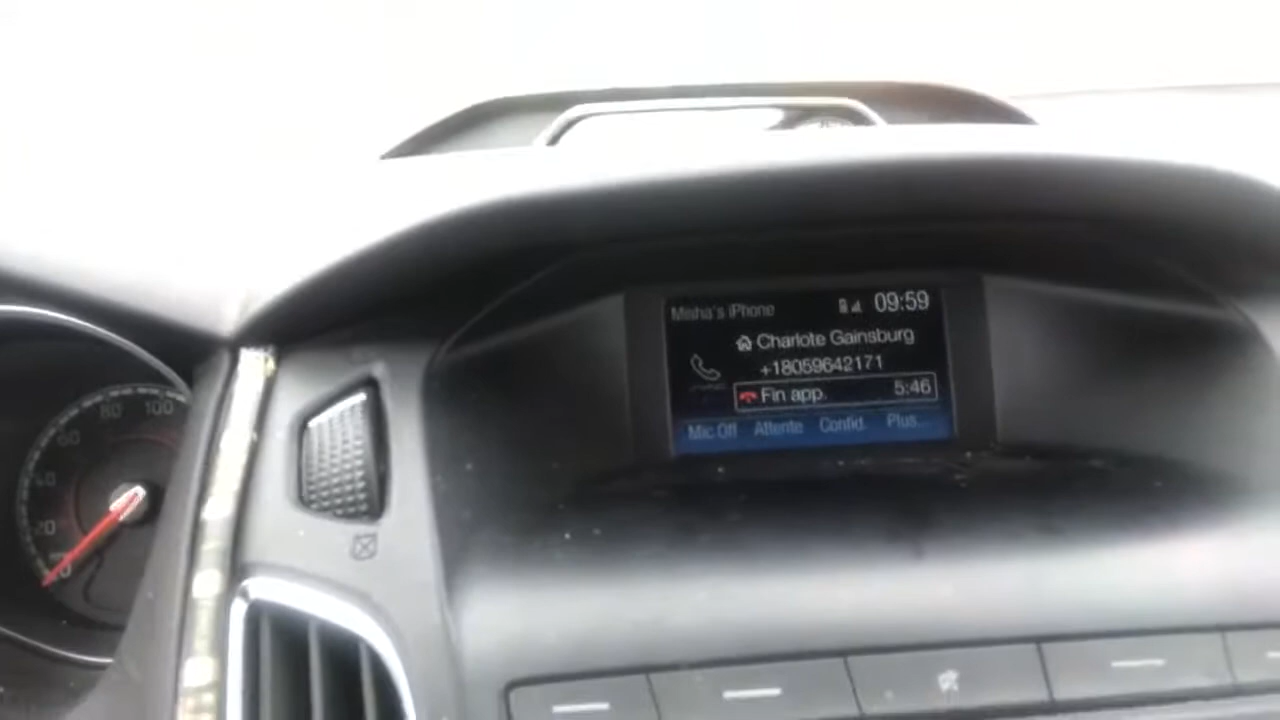 Misha's iPhone 09:59
Charlote Gainsburg
+18059642171
Fin app. 5:46
Mic Off Attente Confid. Plus...
80 100
60
40
20
0